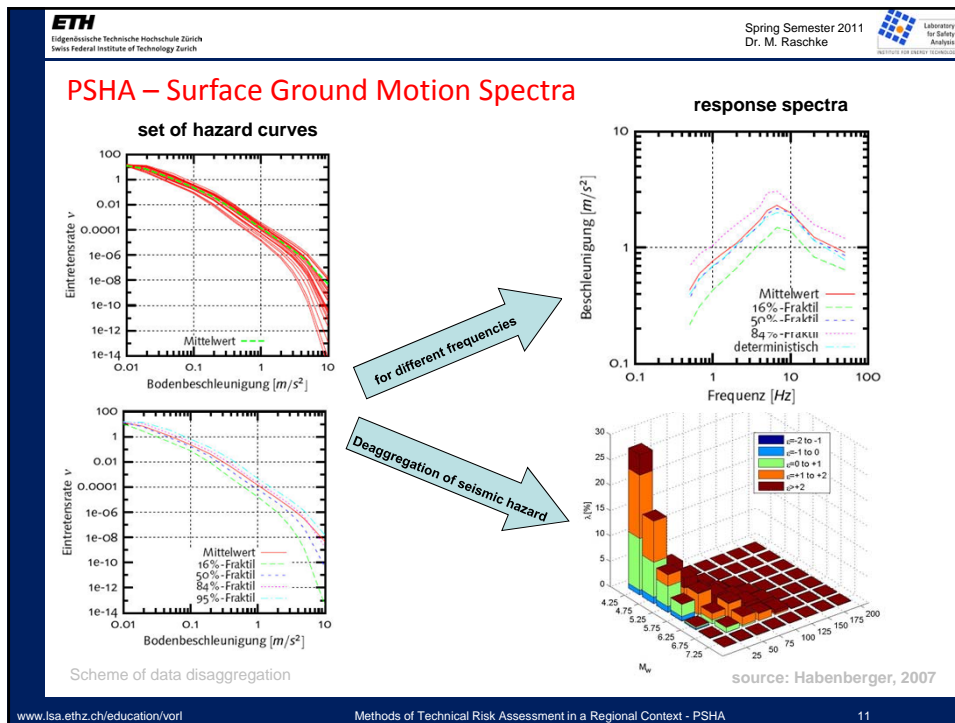 ETH
Eidgenössische Technische Hochschule Zürich
Swiss Federal Institute of Technology Zurich
Spring Semester 2011
Dr. M. Raschke
Laboratory
for Safety
Analysis
INSTITUTE FOR ENERGY TECHNOLOGY
PSHA – Surface Ground Motion Spectra
set of hazard curves
100
1
0.01
0.0001
1e-06
1e-08
1e-10
1e-12
1e-14
Eintretensrate ν
Mittelwert
0.01 0.1 1 10
Bodenbeschleunigung [m/s²]
100
1
0.01
0.0001
1e-06
1e-08
1e-10
1e-12
1e-14
Eintretensrate ν
Mittelwert
16%-Fraktil
50%-Fraktil
84%-Fraktil
95%-Fraktil
0.01 0.1 1 10
Bodenbeschleunigung [m/s²]
for different frequencies
Deaggregation of seismic hazard
response spectra
10
1
0.1
Beschleunigung [m/s²]
Mittelwert
16%-Fraktil
50%-Fraktil
84%-Fraktil
deterministisch
0.1 1 10 100
Frequenz [Hz]
30
25
20
15
10
5
0
λ[%]
ε=-2 to -1
ε=-1 to 0
ε=0 to +1
ε=+1 to +2
ε>+2
4.25
4.75
5.25
5.75
6.25
6.75
7.25
Mw
25 50 75 100 125 150 175 200
Scheme of data disaggregation
source: Habenberger, 2007
www.lsa.ethz.ch/education/vorl
Methods of Technical Risk Assessment in a Regional Context - PSHA
11